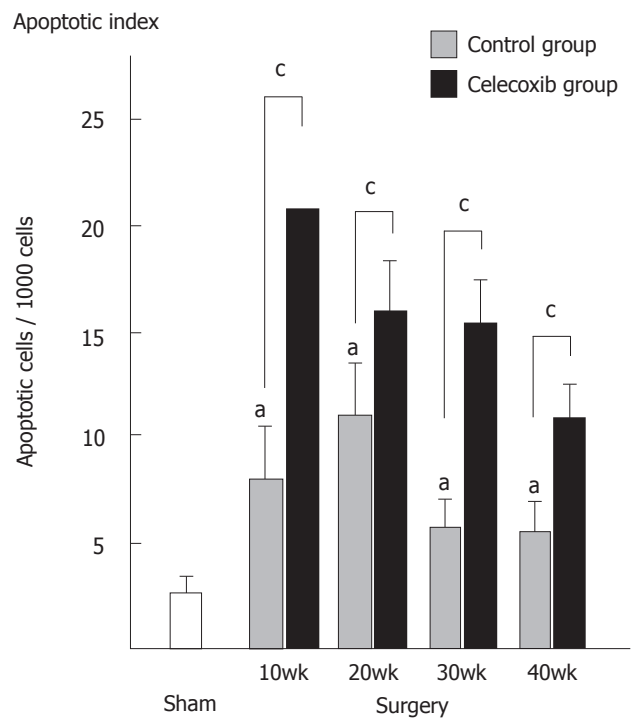 Apoptotic index
Control group
Celecoxib group
Apoptotic cells / 1000 cells
25
20
15
10
5
c
c
c
c
a
a
a
a
10wk 20wk 30wk 40wk
Sham Surgery